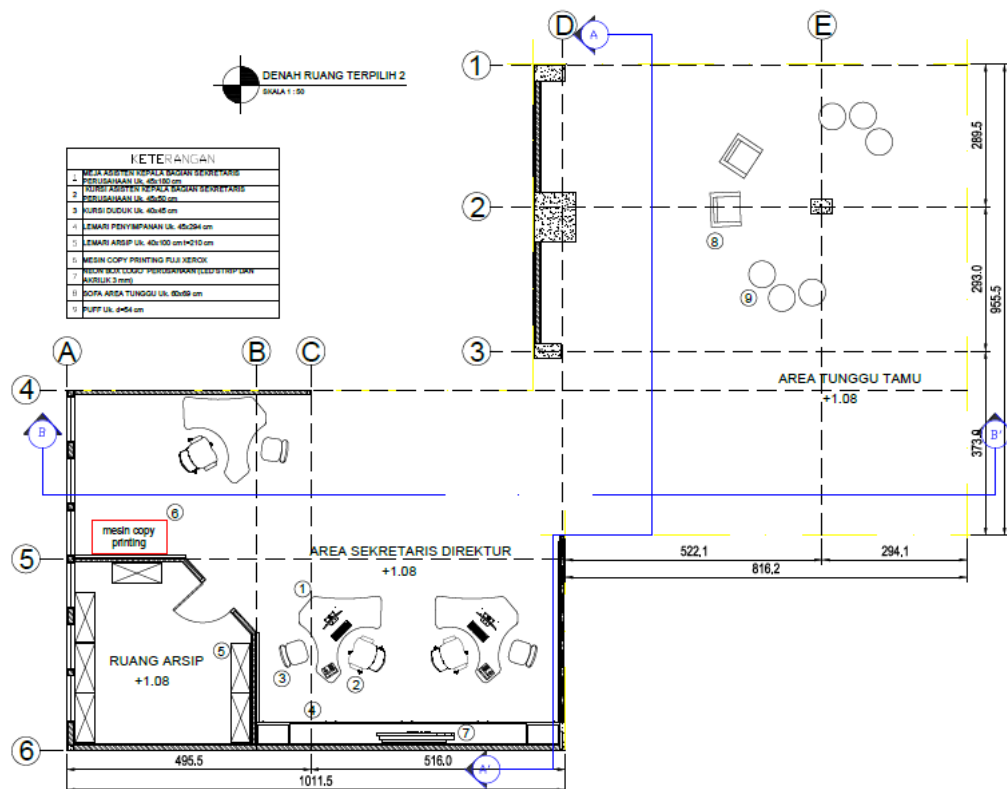 DENAH RUANG TERPILIH 2
SKALA 1 : 50
KETERANGAN
1 MEJA ASISTEN KEPALA BAGIAN SEKRETARIS
PERUSAHAAN Uk. 45x160 cm
2 KURSI ASISTEN KEPALA BAGIAN SEKRETARIS
PERUSAHAAN Uk. 45x50 cm
3 KURSI DUDUK Uk. 40x45 cm
4 LEMARI PENYIMPANAN Uk. 45x294 cm
5 LEMARI ARSIP Uk. 40x100 cm t=210 cm
6 MESIN COPY PRINTING FUJI XEROX
7 NEON BOX LOGO PERUSAHAAN (LED STRIP DAN
AKRILIK 3 mm)
8 SOFA AREA TUNGGU Uk. 60x69 cm
9 PUFF Uk. d=54 cm
D
E
A
1
2
3
8
9
289.5
293.0
955.5
373.0
AREA TUNGGU TAMU
+1.08
A
B
C
4
5
6
B
B'
6
mesin copy
printing
AREA SEKRETARIS DIREKTUR
+1.08
522,1
294,1
816,2
1
RUANG ARSIP
+1.08
5
3
2
4
7
495.5
516.0
A'
1011.5